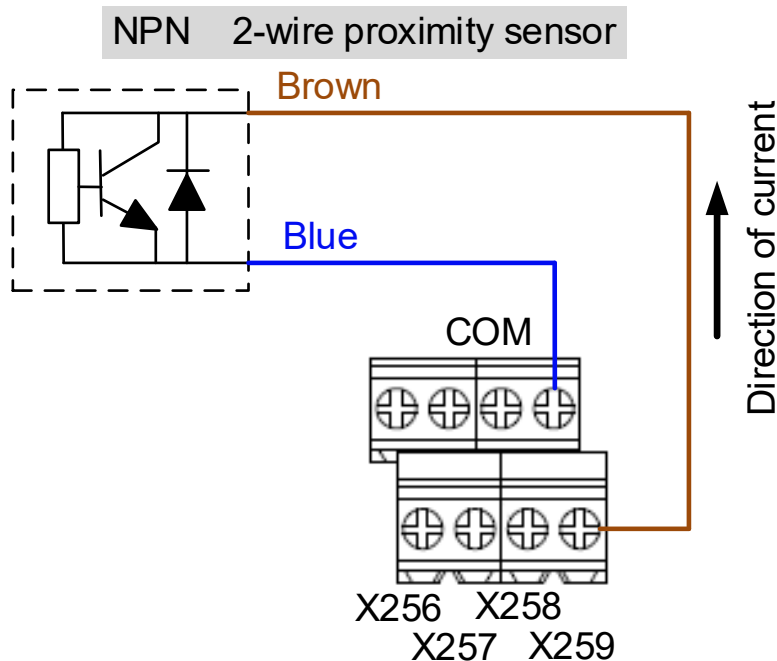 NPN 2-wire proximity sensor
Brown
Blue
COM
Direction of current
X256 X258
X257 X259